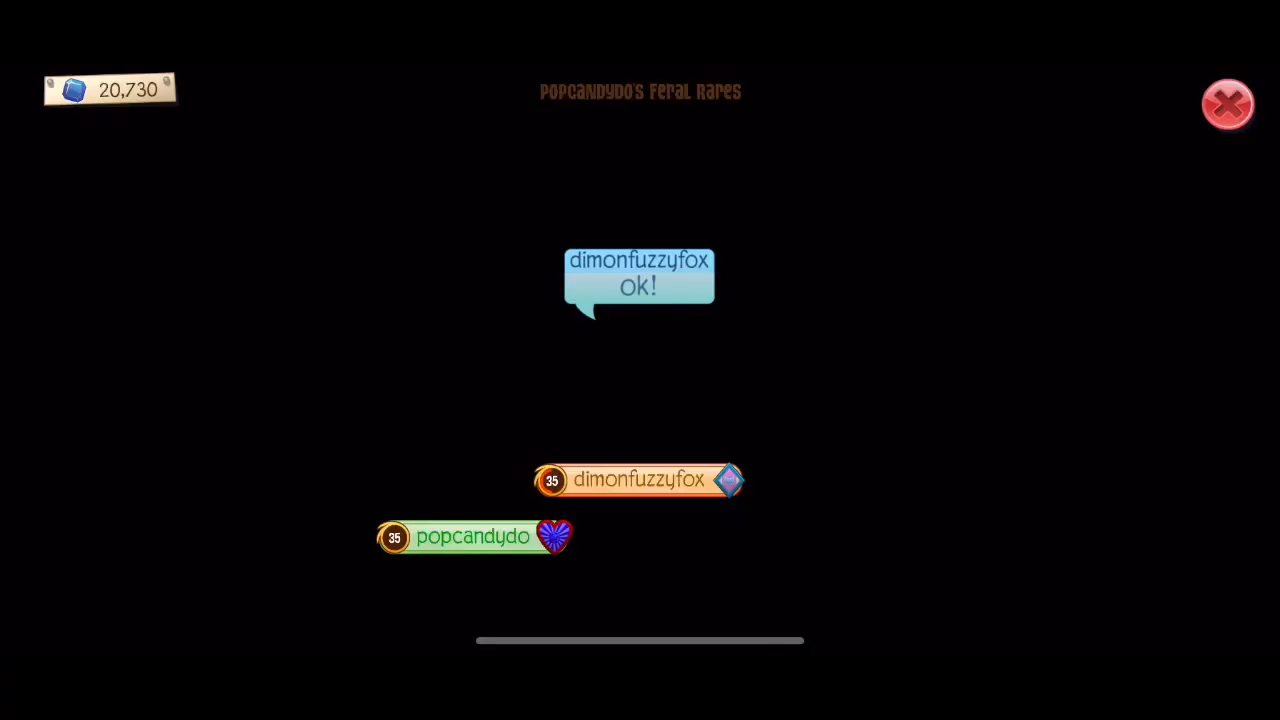 20,730
POPCANDYDO'S FERAL RARES
dimonfuzzyfox
ok!
35 dimonfuzzyfox
35 popcandydo